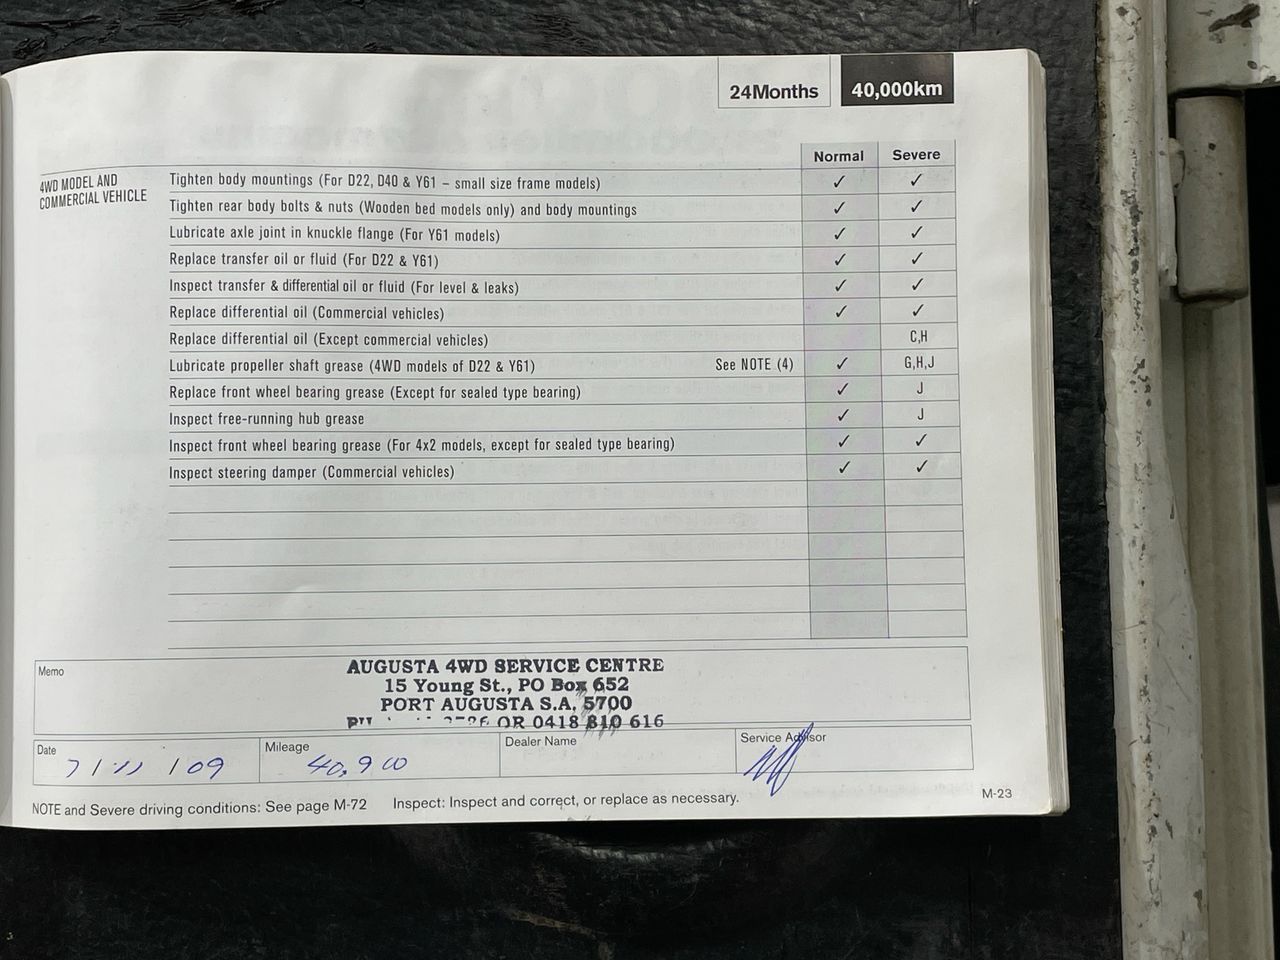 24Months 40,000km
Normal Severe
4WD MODEL AND
COMMERCIAL VEHICLE
Tighten body mountings (For D22, D40 & Y61 – small size frame models) ✓ ✓
Tighten rear body bolts & nuts (Wooden bed models only) and body mountings ✓ ✓
Lubricate axle joint in knuckle flange (For Y61 models) ✓ ✓
Replace transfer oil or fluid (For D22 & Y61) ✓ ✓
Inspect transfer & differential oil or fluid (For level & leaks) ✓ ✓
Replace differential oil (Commercial vehicles) ✓ ✓
Replace differential oil (Except commercial vehicles) C,H
Lubricate propeller shaft grease (4WD models of D22 & Y61) See NOTE (4) ✓ G,H,J
Replace front wheel bearing grease (Except for sealed type bearing) ✓ J
Inspect free-running hub grease ✓ J
Inspect front wheel bearing grease (For 4x2 models, except for sealed type bearing) ✓ ✓
Inspect steering damper (Commercial vehicles) ✓ ✓
Memo
AUGUSTA 4WD SERVICE CENTRE
15 Young St., PO Box 652
PORT AUGUSTA S.A. 5700
OR 0418 810 616
Date Mileage Dealer Name Service Advisor
/ 09 40,900
NOTE and Severe driving conditions: See page M-72 Inspect: Inspect and correct, or replace as necessary.
M-23